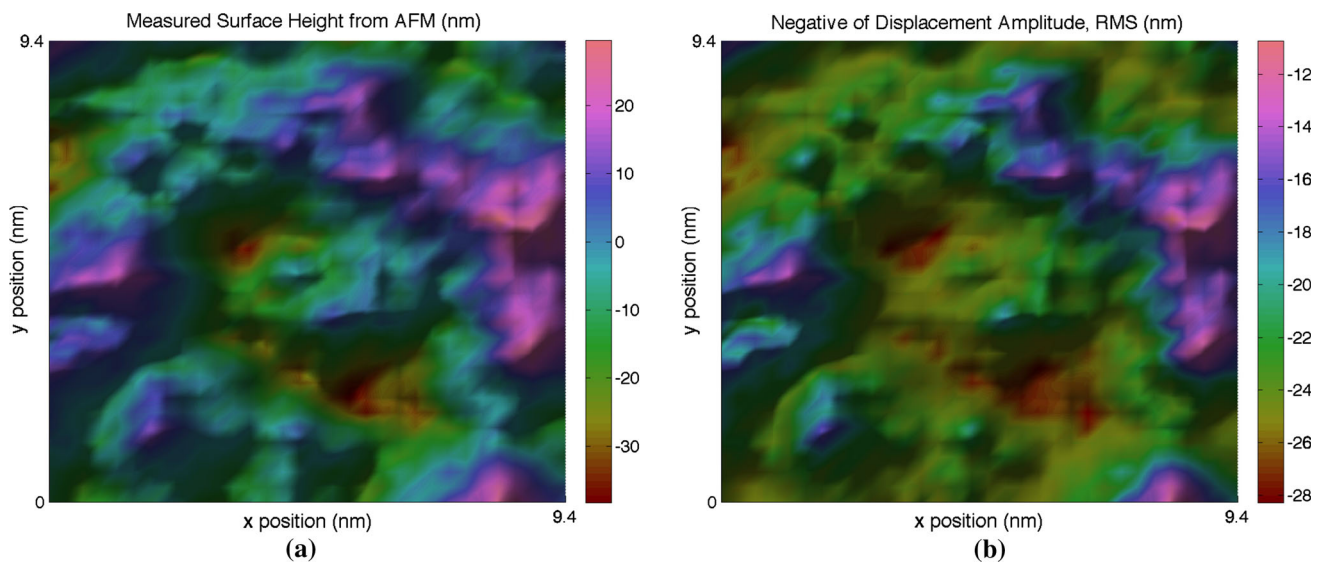 Measured Surface Height from AFM (nm)
9.4
y position (nm)
0
x position (nm)
9.4
20
10
0
-10
-20
-30
(a)
Negative of Displacement Amplitude, RMS (nm)
9.4
y position (nm)
0
x position (nm)
9.4
-12
-14
-16
-18
-20
-22
-24
-26
-28
(b)